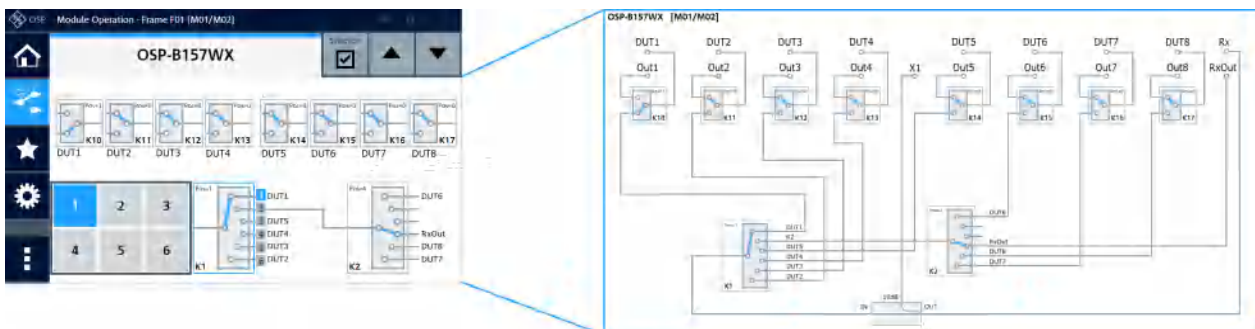 OSE Module Operation - Frame F01 (M01/M02)
OSP-B157WX
Selection
K10 K11 K12 K13 K14 K15 K16 K17
DUT1 DUT2 DUT3 DUT4 DUT5 DUT6 DUT7 DUT8
1 2 3
4 5 6
K1
1 DUT1
DUT5
DUT4
DUT3
DUT2
K2
DUT6
RxOut
DUT8
DUT7
OSP-B157WX [M01/M02]
DUT1 DUT2 DUT3 DUT4 DUT5 DUT6 DUT7 DUT8 Rx
Out1 Out2 Out3 Out4 X1 Out5 Out6 Out7 Out8 RxOut
K10 K11 K12 K13 K14 K15 K16 K17
DUT1
K2
DUT5
DUT4
DUT3
DUT2
K1
DUT6
RxOut
DUT8
DUT7
K2
IN OUT